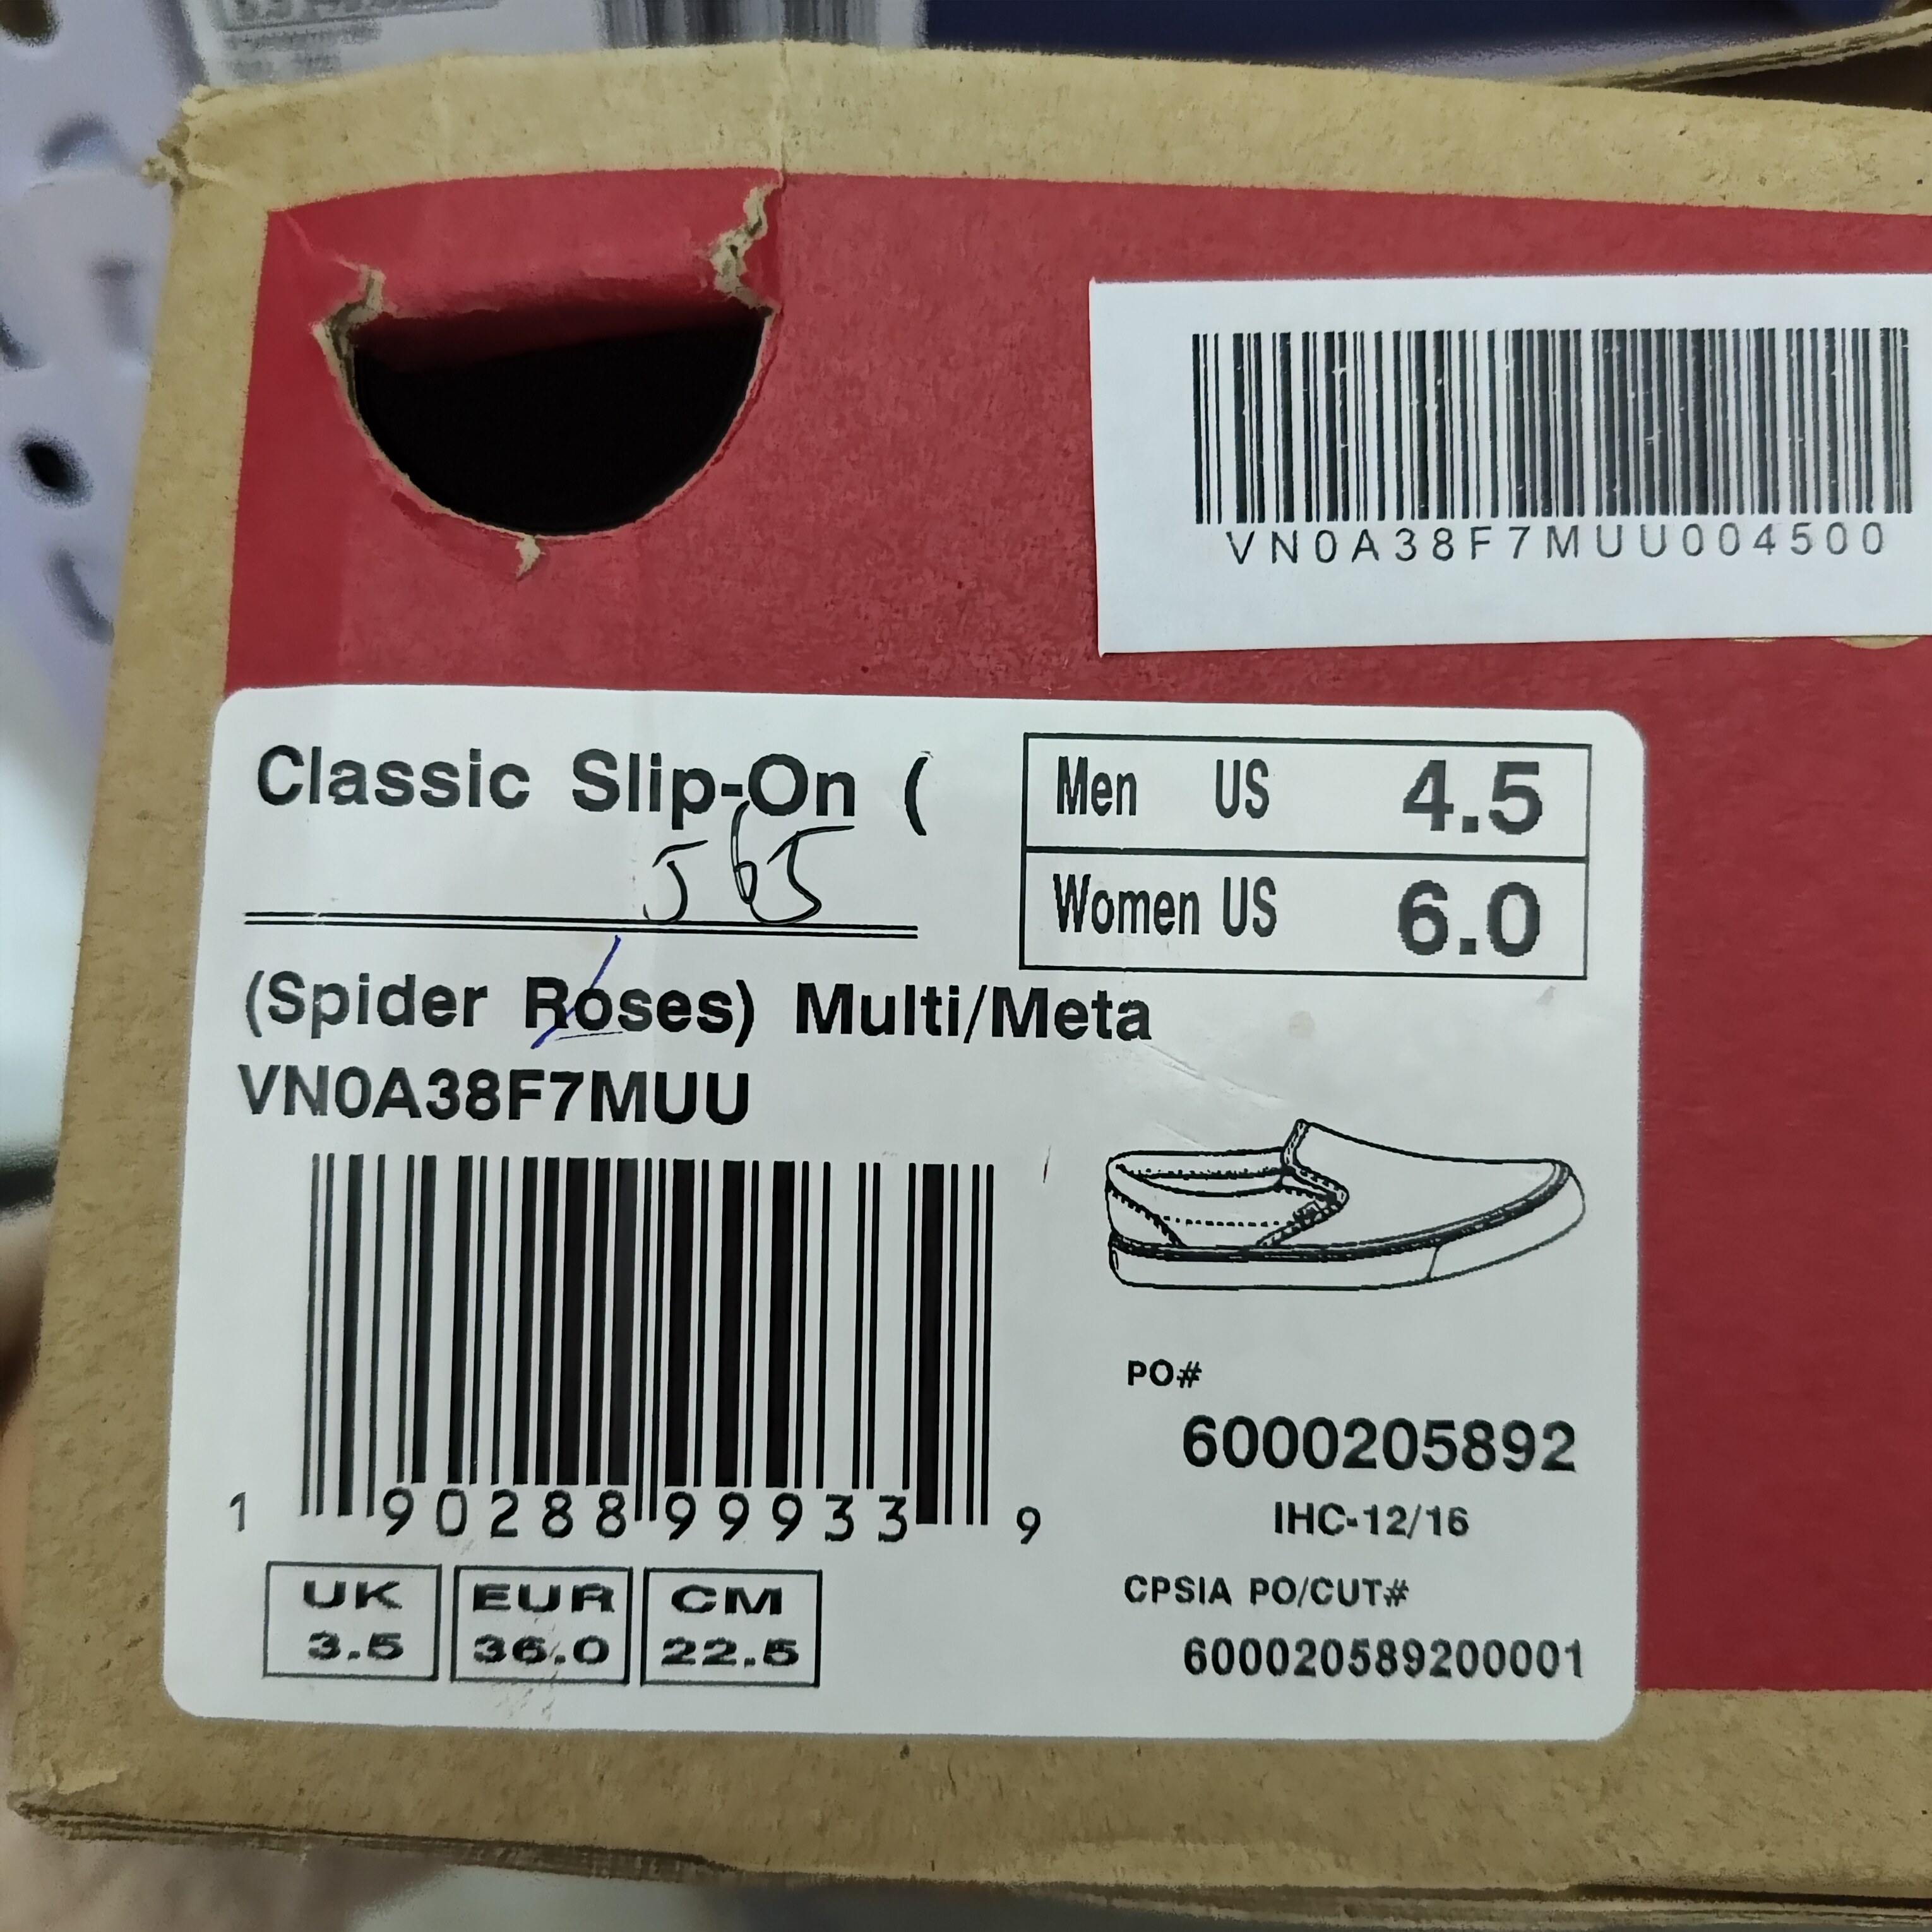 VN0A38F7MUU004500
Classic Slip-On (
Men US 4.5
565
Women US 6.0
(Spider Roses) Multi/Meta
VN0A38F7MUU
PO#
6000205892
1 90288 99933 9
IHC-12/16
UK EUR CM
3.5 36.0 22.5
CPSIA PO/CUT#
600020589200001